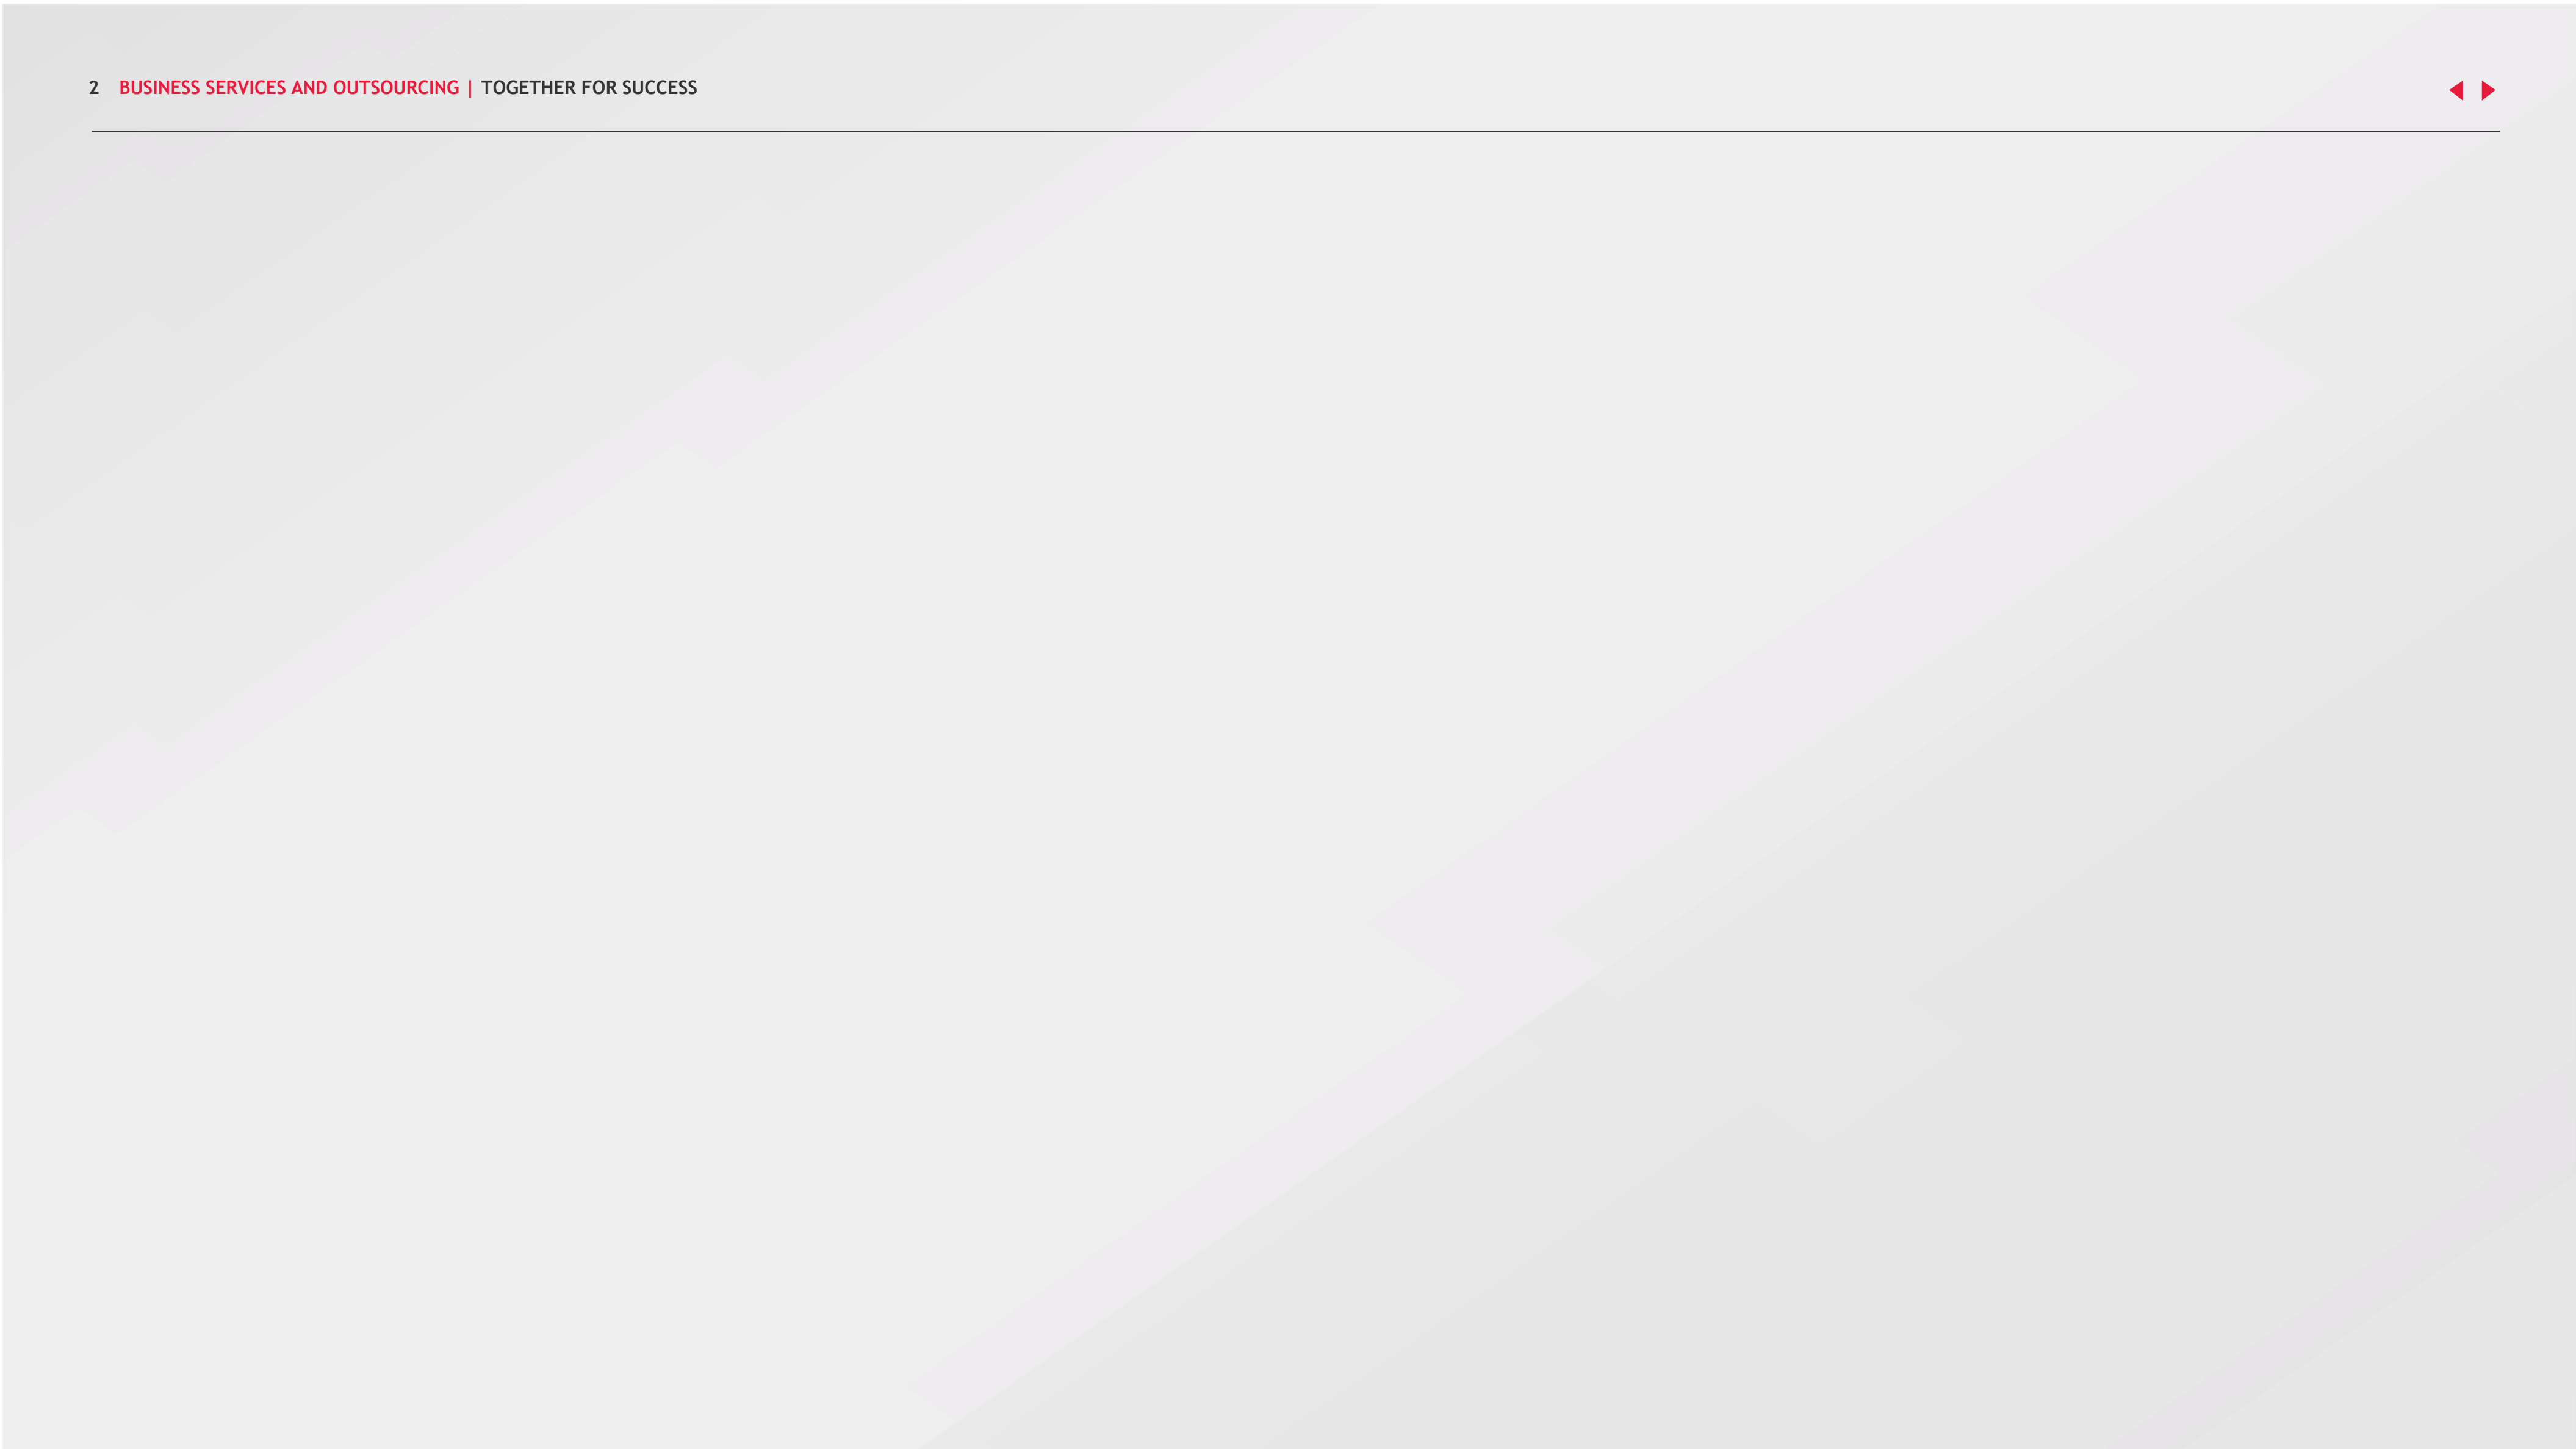 2 BUSINESS SERVICES AND OUTSOURCING | TOGETHER FOR SUCCESS